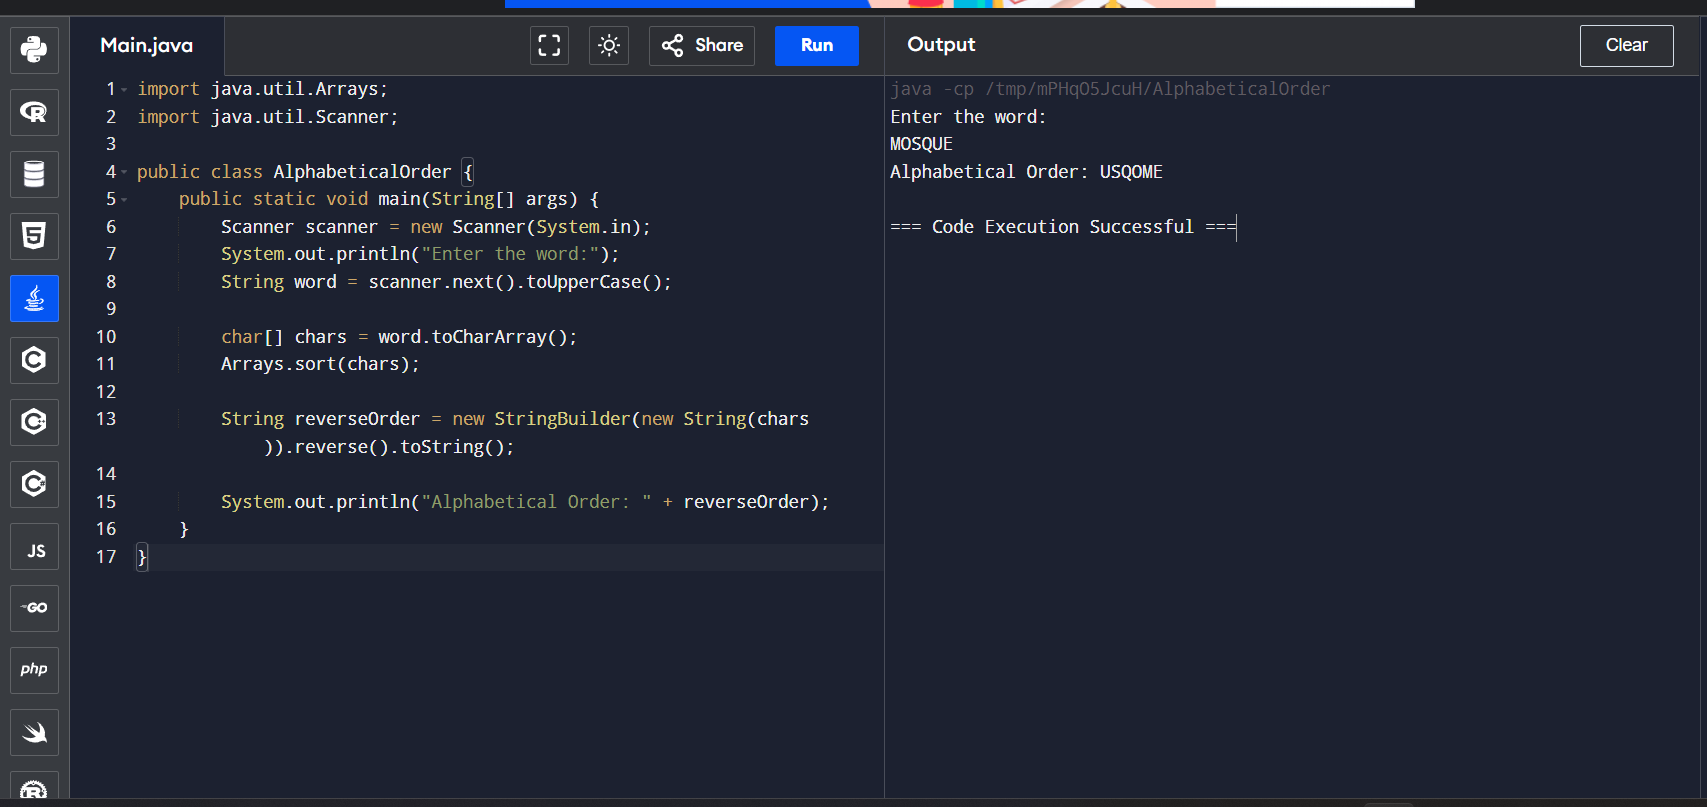 Main.java
Share
Run
Output
Clear
1 import java.util.Arrays;
2 import java.util.Scanner;
3
4 public class AlphabeticalOrder {
5 public static void main(String[] args) {
6 Scanner scanner = new Scanner(System.in);
7 System.out.println("Enter the word:");
8 String word = scanner.next().toUpperCase();
9
10 char[] chars = word.toCharArray();
11 Arrays.sort(chars);
12
13 String reverseOrder = new StringBuilder(new String(chars
)).reverse().toString();
14
15 System.out.println("Alphabetical Order: " + reverseOrder);
16 }
17 }
java -cp /tmp/mPHqO5JcuH/AlphabeticalOrder
Enter the word:
MOSQUE
Alphabetical Order: USQOME
=== Code Execution Successful ===
R
5
C
C
C
JS
GO
php
R